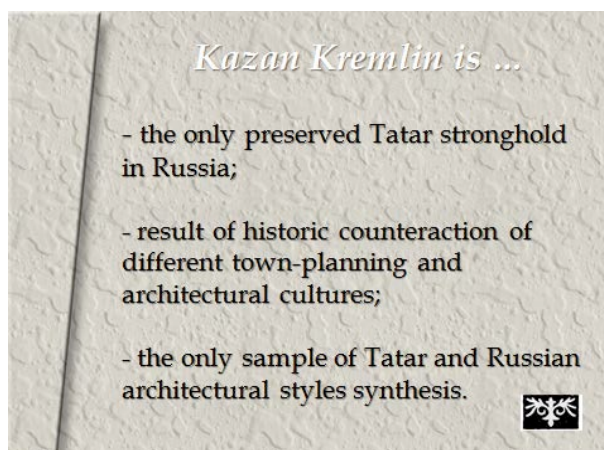 Kazan Kremlin is ...
- the only preserved Tatar stronghold
in Russia;
- result of historic counteraction of
different town-planning and
architectural cultures;
- the only sample of Tatar and Russian
architectural styles synthesis.